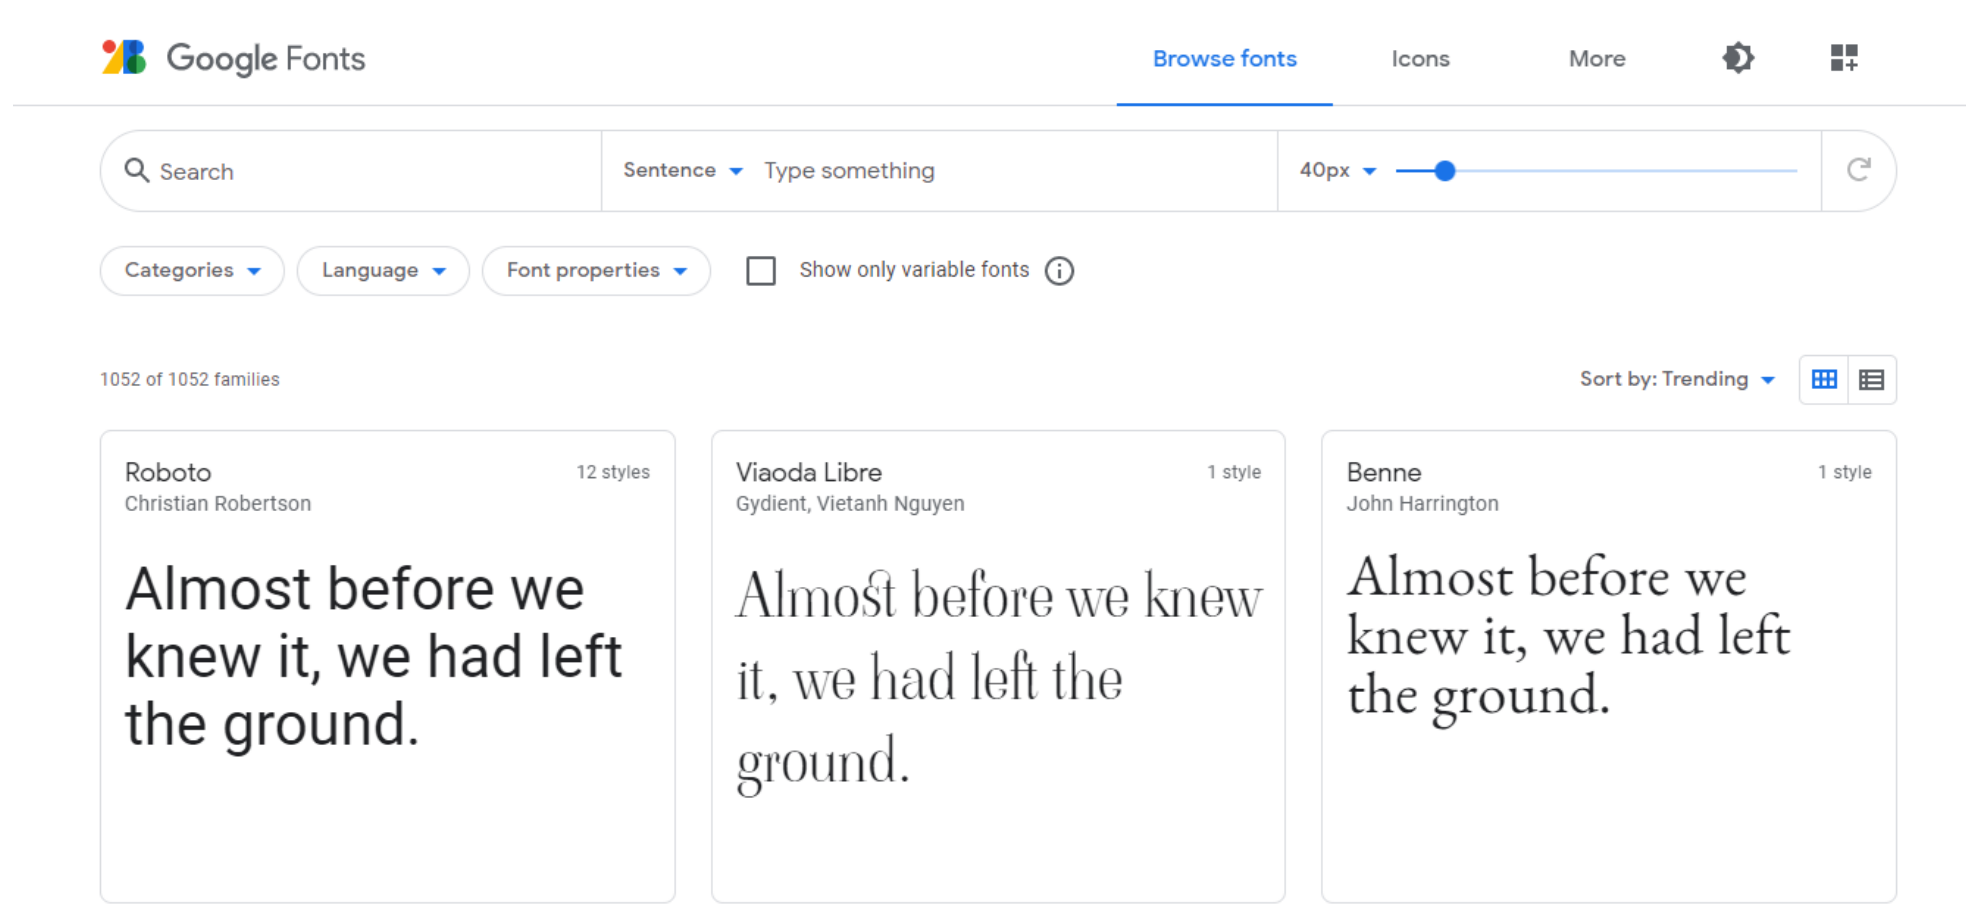 Google Fonts
Browse fonts
Icons
More
Search
Sentence
Type something
40px
Categories
Language
Font properties
Show only variable fonts
1052 of 1052 families
Sort by: Trending
Roboto
12 styles
Christian Robertson
Almost before we
knew it, we had left
the ground.
Viaoda Libre
1 style
Gydient, Vietanh Nguyen
Almost before we knew
it, we had left the
ground.
Benne
1 style
John Harrington
Almost before we
knew it, we had left
the ground.